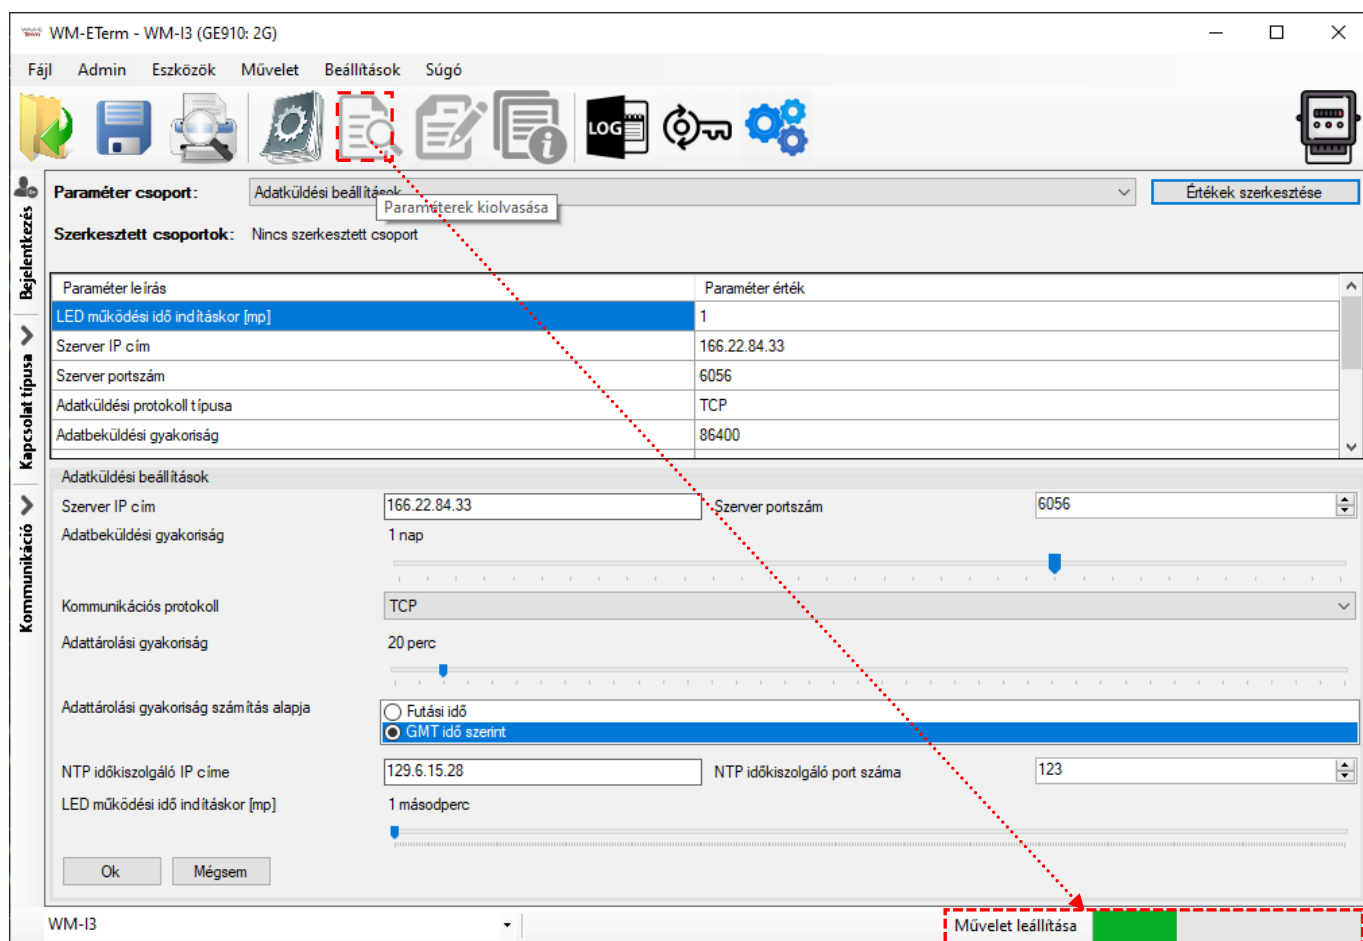 WM-ETerm - WM-I3 (GE910: 2G)
Fájl Admin Eszközök Művelet Beállítások Súgó
LOG
Paraméter csoport: Adatküldési beállítások Értékek szerkesztése
Paraméterek kiolvasása
Szerkesztett csoportok: Nincs szerkesztett csoport
Bejelentkezés
Kapcsolat típusa
Kommunikáció
Paraméter leírás Paraméter érték
LED működési idő indításkor [mp] 1
Szerver IP cím 166.22.84.33
Szerver portszám 6056
Adatküldési protokoll típusa TCP
Adatbeküldési gyakoriság 86400
Adatküldési beállítások
Szerver IP cím 166.22.84.33 Szerver portszám 6056
Adatbeküldési gyakoriság 1 nap
Kommunikációs protokoll TCP
Adattárolási gyakoriság 20 perc
Adattárolási gyakoriság számítás alapja Futási idő
GMT idő szerint
NTP időkiszolgáló IP címe 129.6.15.28 NTP időkiszolgáló port száma 123
LED működési idő indításkor [mp] 1 másodperc
Ok Mégsem
WM-I3 Művelet leállítása